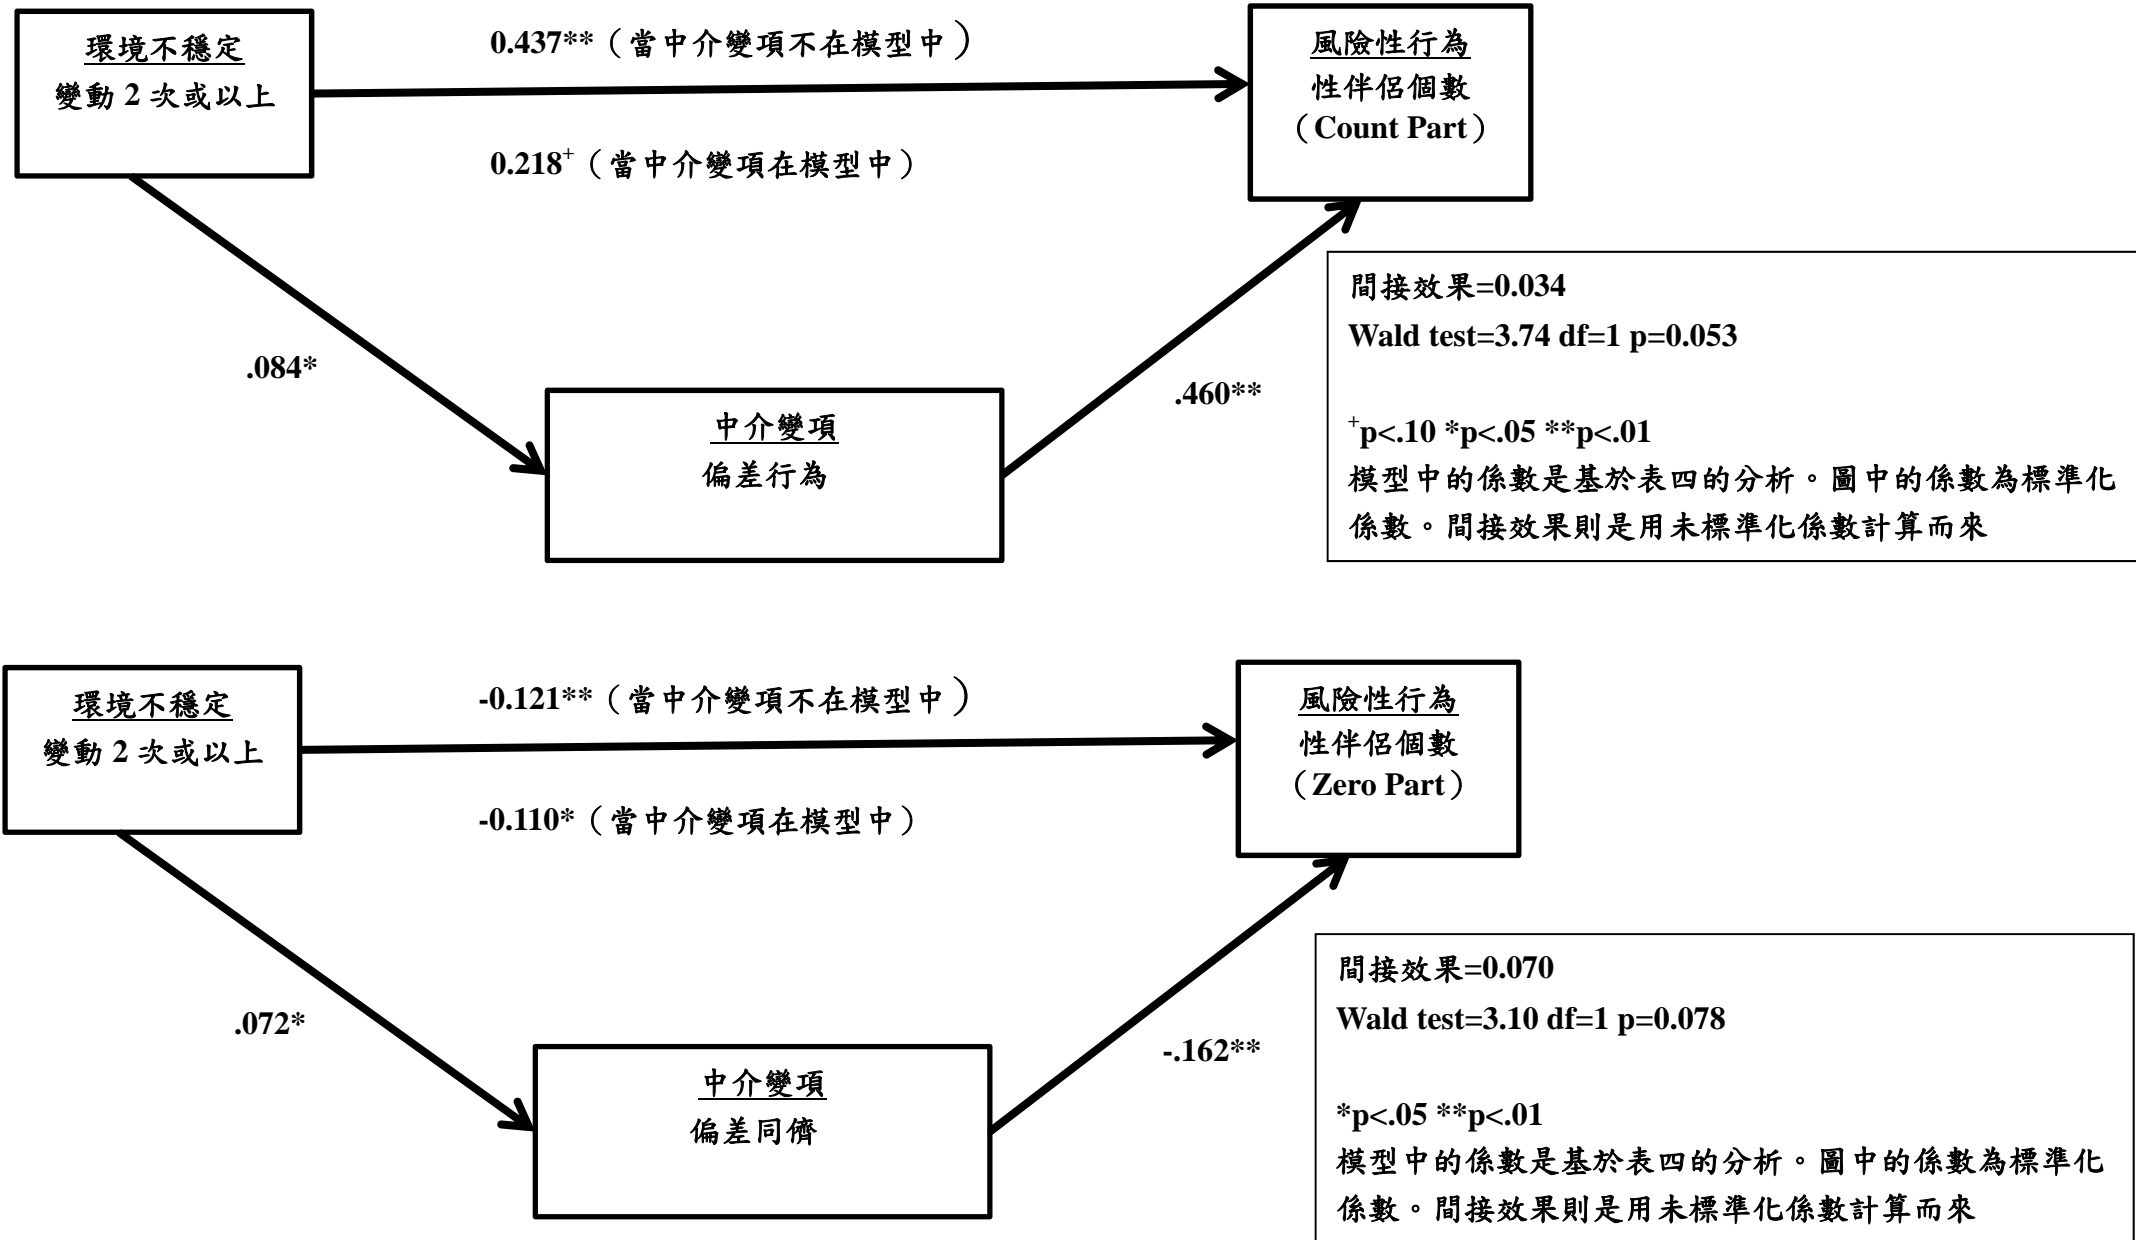 環境不穩定
變動 2 次或以上
0.437**（當中介變項不在模型中）
0.218+（當中介變項在模型中）
風險性行為
性伴侶個數
（Count Part）
.084*
.460**
中介變項
偏差行為
間接效果=0.034
Wald test=3.74 df=1 p=0.053
+p<.10 *p<.05 **p<.01
模型中的係數是基於表四的分析。圖中的係數為標準化
係數。間接效果則是用未標準化係數計算而來
環境不穩定
變動 2 次或以上
-0.121**（當中介變項不在模型中）
-0.110*（當中介變項在模型中）
風險性行為
性伴侶個數
（Zero Part）
.072*
-.162**
中介變項
偏差同儕
間接效果=0.070
Wald test=3.10 df=1 p=0.078
*p<.05 **p<.01
模型中的係數是基於表四的分析。圖中的係數為標準化
係數。間接效果則是用未標準化係數計算而來